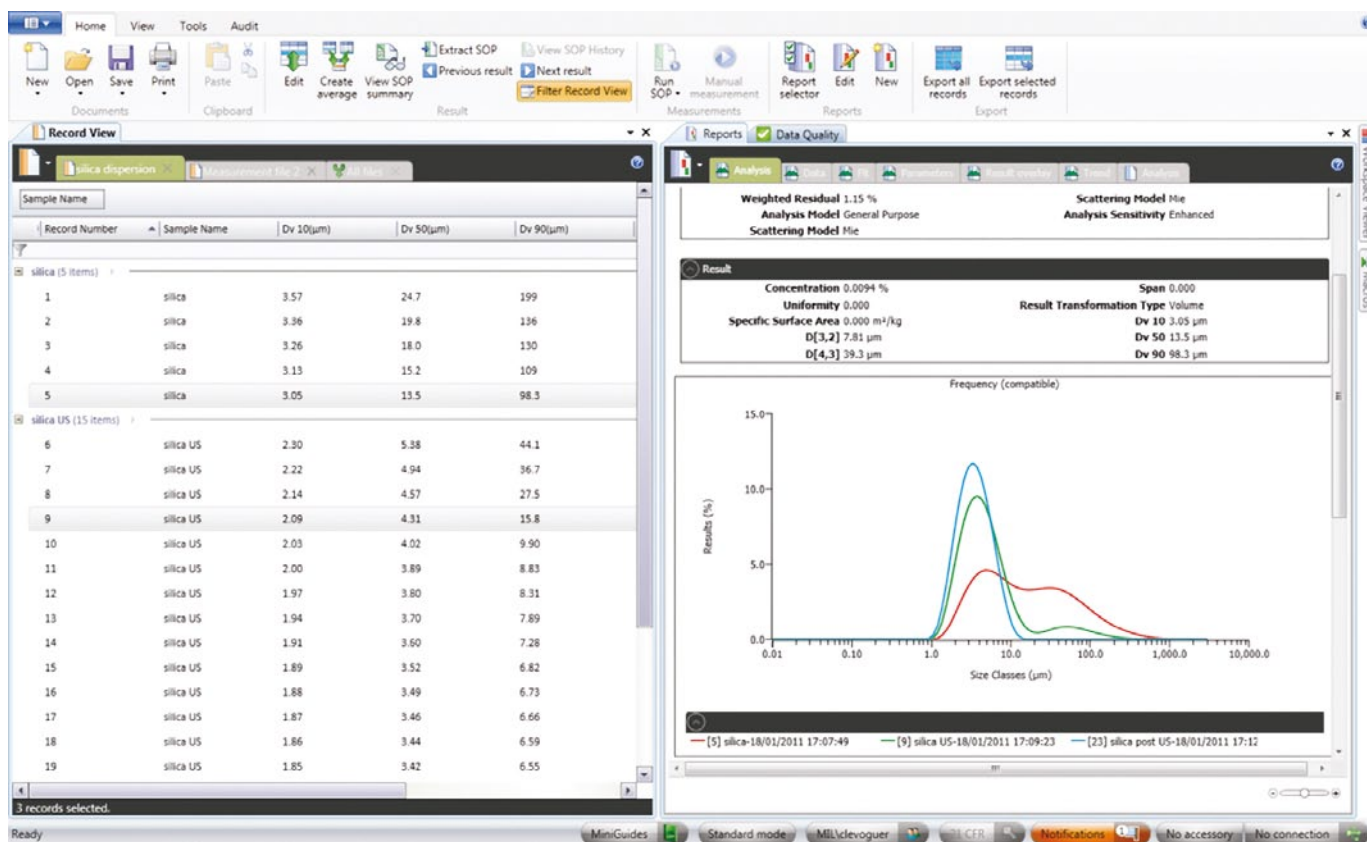 Home View Tools Audit
New Open Save Print Paste Edit Create average View SOP summary Extract SOP Previous result View SOP History Next result Filter Record View Run SOP Manual measurement Report selector Edit New Export all records Export selected records
Documents Clipboard Result Measurements Reports Export
Record View
silica dispersion Measurement file 2 All files
Sample Name
Record Number Sample Name Dv 10(µm) Dv 50(µm) Dv 90(µm)
silica (5 items)
1 silica 3.57 24.7 199
2 silica 3.36 19.8 136
3 silica 3.26 18.0 130
4 silica 3.13 15.2 109
5 silica 3.05 13.5 98.3
silica US (15 items)
6 silica US 2.30 5.38 44.1
7 silica US 2.22 4.94 36.7
8 silica US 2.14 4.57 27.5
9 silica US 2.09 4.31 15.8
10 silica US 2.03 4.02 9.90
11 silica US 2.00 3.89 8.83
12 silica US 1.97 3.80 8.31
13 silica US 1.94 3.70 7.89
14 silica US 1.91 3.60 7.28
15 silica US 1.89 3.52 6.82
16 silica US 1.88 3.49 6.73
17 silica US 1.87 3.46 6.66
18 silica US 1.86 3.44 6.59
19 silica US 1.85 3.42 6.55
3 records selected.
Reports Data Quality
Analysis Data Fit Parameters Result overlay Trend Analysis
Weighted Residual 1.15 % Scattering Model Mie
Analysis Model General Purpose Analysis Sensitivity Enhanced
Scattering Model Mie
Result
Concentration 0.0094 % Span 0.000
Uniformity 0.000 Result Transformation Type Volume
Specific Surface Area 0.000 m²/kg Dv 10 3.05 µm
D[3,2] 7.81 µm Dv 50 13.5 µm
D[4,3] 39.3 µm Dv 90 98.3 µm
Frequency (compatible)
15.0
10.0
5.0
0.0
Results (%)
0.01 0.10 1.0 10.0 100.0 1,000.0 10,000.0
Size Classes (µm)
[5] silica-18/01/2011 17:07:49 [9] silica US-18/01/2011 17:09:23 [23] silica post US-18/01/2011 17:12
Macros
Ready MiniGuides Standard mode MIL\clevoguer 21 CFR Notifications 1 No accessory No connection